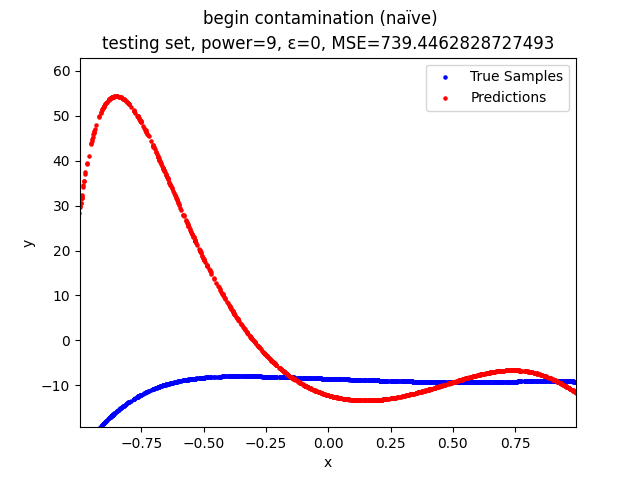 begin contamination (naïve)
testing set, power=9, ε=0, MSE=739.4462828727493
True Samples
Predictions
60
50
40
30
20
10
0
−10
y
−0.75
−0.50
−0.25
0.00
0.25
0.50
0.75
x